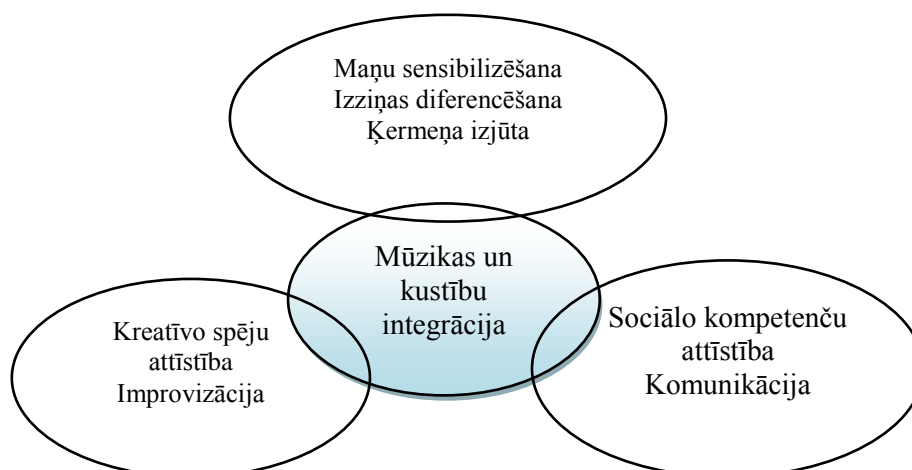 Maņu sensibilizēšana
Izziņas diferencēšana
Ķermeņa izjūta
Mūzikas un
kustību
integrācija
Kreatīvo spēju
attīstība
Improvizācija
Sociālo kompetenču
attīstība
Komunikācija